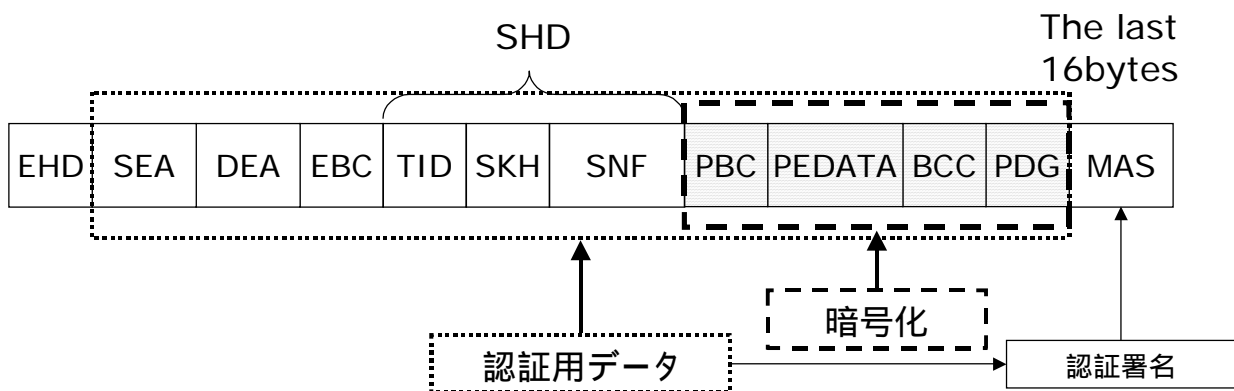 SHD
The last
16bytes
EHD SEA DEA EBC TID SKH SNF PBC PEDATA BCC PDG MAS
暗号化
認証用データ
認証署名